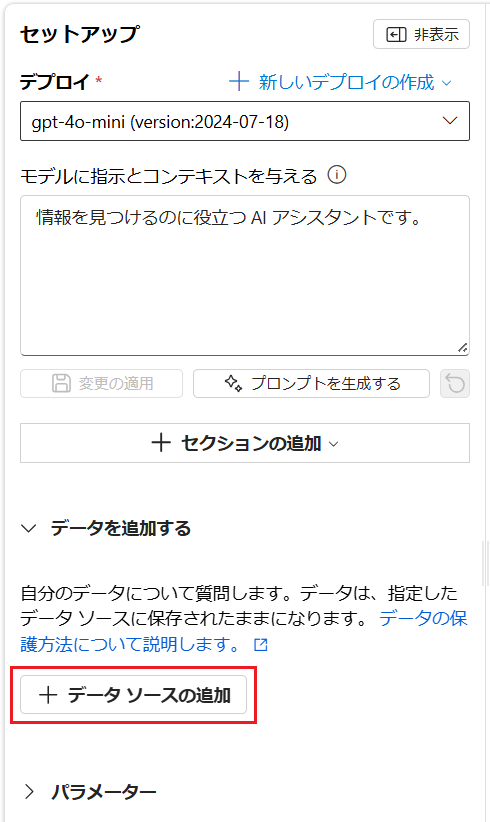 セットアップ
非表示
デプロイ *
新しいデプロイの作成
gpt-4o-mini (version:2024-07-18)
モデルに指示とコンテキストを与える
情報を見つけるのに役立つ AI アシスタントです。
変更の適用
プロンプトを生成する
セクションの追加
データを追加する
自分のデータについて質問します。データは、指定した
データ ソースに保存されたままになります。 データの保
護方法について説明します。
データ ソースの追加
パラメーター